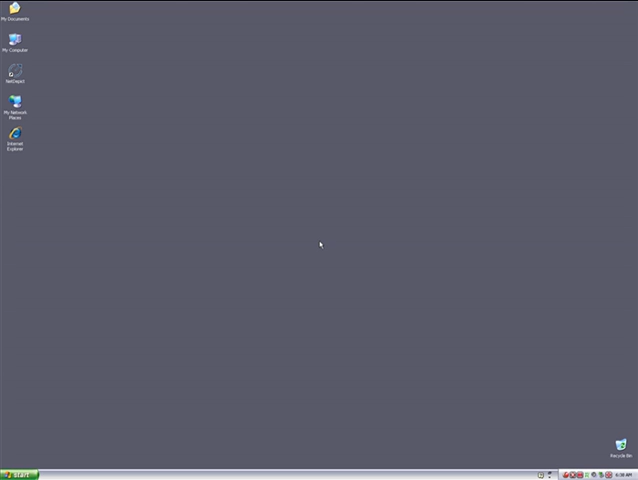 My Documents
My Computer
NetDepot
My Network
Places
Internet
Explorer
Recycle Bin
start